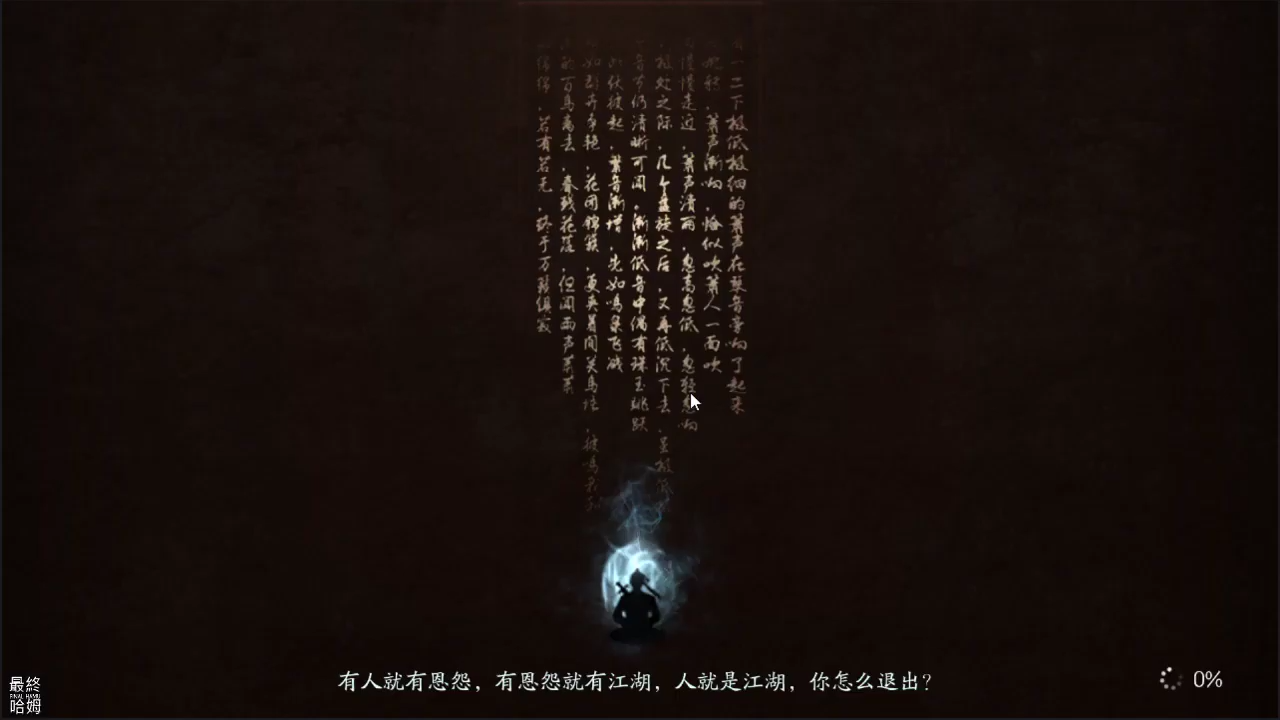 一二下极低极细的箫声在琴音旁响了起来
箫声渐响，恰似吹箫人一面吹
慢慢走近，箫声清丽，忽高忽低，忽轻忽响
极处之际，几个盘旋之后，又再低沉下去，虽极低
音节仍清晰可闻，渐渐低音中偶有珠玉跳跃
此伏彼起，繁音渐增，先如鸣泉飞溅
如群卉争艳，花团锦簇，更夹着间关鸟语，彼鸣我和
百鸟离去，春残花落，但闻雨声萧萧
绵绵，若有若无，终于万籁俱寂
有人就有恩怨，有恩怨就有江湖，人就是江湖，你怎么退出？
0%
最終
哈姆